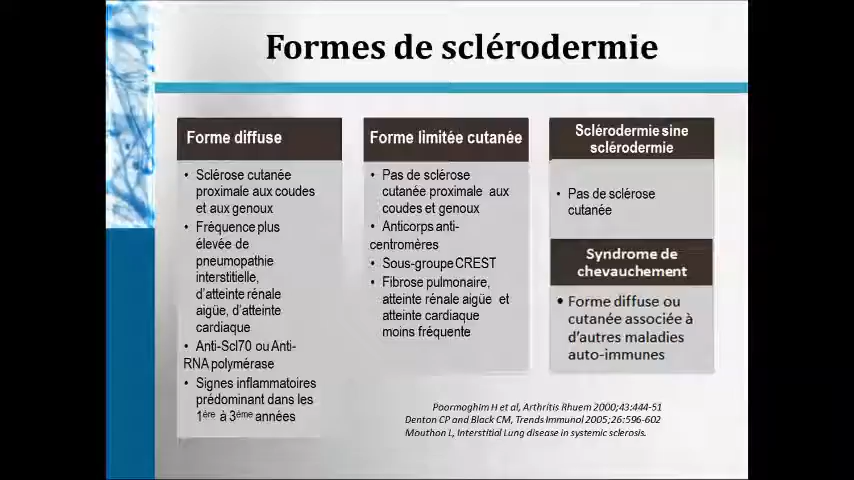 Formes de sclérodermie
Forme diffuse
• Sclérose cutanée
proximale aux coudes
et aux genoux
• Fréquence plus
élevée de
pneumopathie
interstitielle,
d'atteinte rénale
aigüe, d'atteinte
cardiaque
• Anti-Scl70 ou Anti-
RNA polymérase
• Signes inflammatoires
prédominant dans les
1ère à 3ème années
Forme limitée cutanée
• Pas de sclérose
cutanée proximale aux
coudes et genoux
• Anticorps anti-
centromères
• Sous-groupe CREST
• Fibrose pulmonaire,
atteinte rénale aigüe et
atteinte cardiaque
moins fréquente
Sclérodermie sine
sclérodermie
• Pas de sclérose
cutanée
Syndrome de
chevauchement
• Forme diffuse ou
cutanée associée à
d'autres maladies
auto-immunes
Poormoghim H et al, Arthritis Rhuem 2000;43:444-51
Denton CP and Black CM, Trends Immunol 2005;26:596-602
Mouthon L, Interstitial Lung disease in systemic sclerosis.